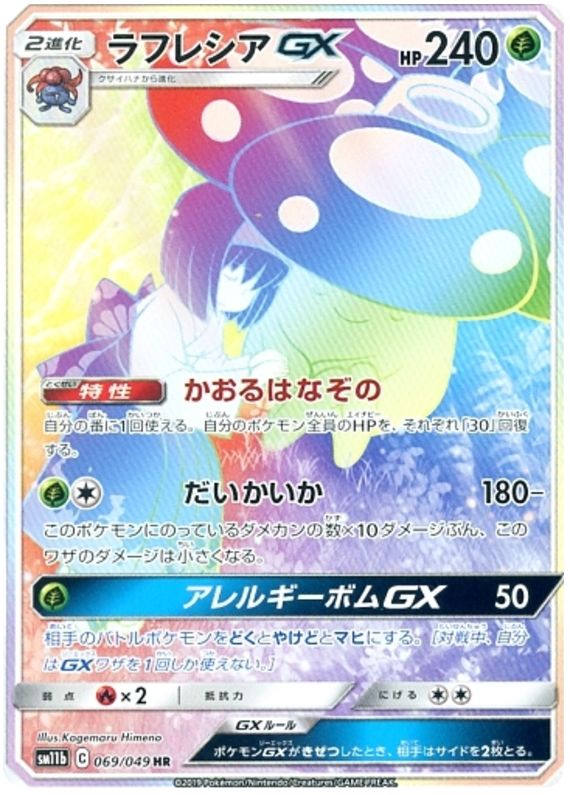 2進化 ラフレシアGX HP240
クサイハナから進化
特性 かおるはなぞの
自分の番に1回使える。自分のポケモン全員のHPを、それぞれ「30」回復
する。
だいかいか 180−
このポケモンにのっているダメカンの数×10ダメージぶん、この
ワザのダメージは小さくなる。
アレルギーボムGX 50
相手のバトルポケモンをどくとやけどとマヒにする。[対戦中、自分
はGXワザを1回しか使えない。]
弱点 ×2 抵抗力 にげる
Illus.Kagemaru Himeno
GXルール
sm11b C 069/049 HR
ポケモンGXがきぜつしたとき、相手はサイドを2枚とる。
©2019 Pokémon/Nintendo/Creatures/GAME FREAK.